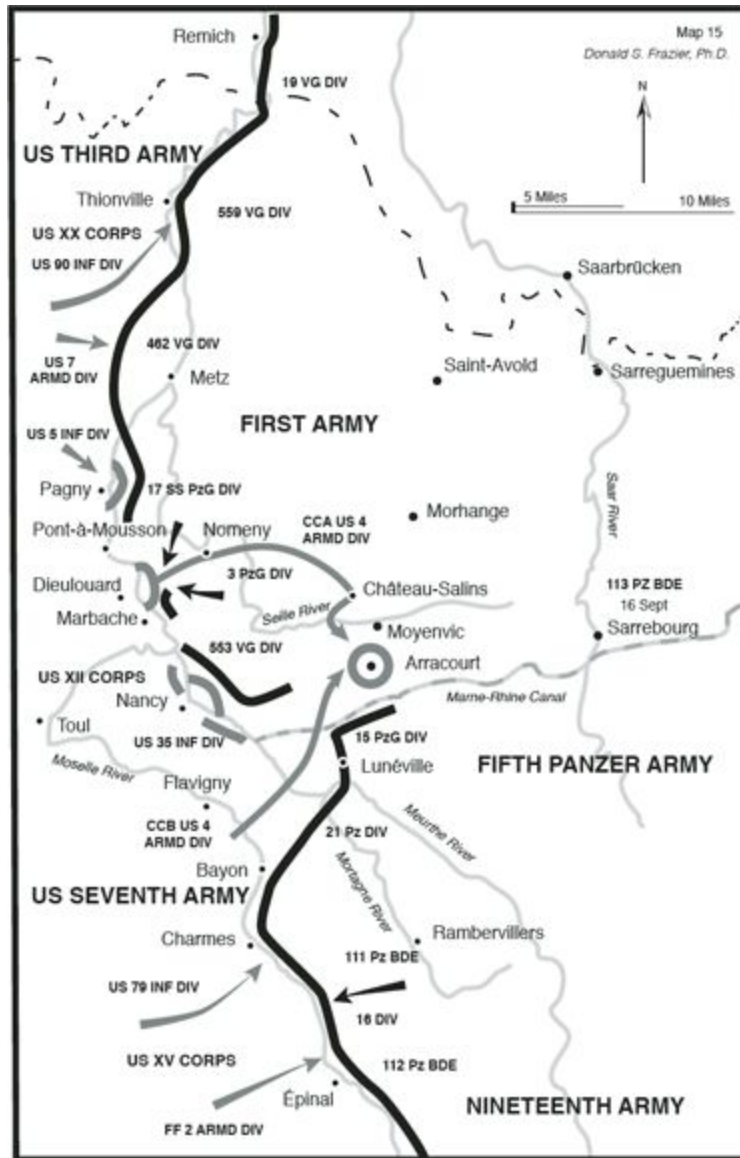 Map 15
Donald S. Frazier, Ph.D.
Remich
N
19 VG DIV
US THIRD ARMY
5 Miles
10 Miles
Thionville
559 VG DIV
US XX CORPS
US 90 INF DIV
Saarbrücken
462 VG DIV
US 7
ARMD DIV
Metz
Saint-Avold
Sarreguemines
FIRST ARMY
US 5 INF DIV
Pagny
17 SS PzG DIV
Saar River
Pont-à-Mousson
Nomeny
CCA US 4
ARMD DIV
Morhange
3 PzG DIV
Dieulouard
Château-Salins
113 PZ BDE
16 Sept
Marbache
Seille River
Moyenvic
Sarrebourg
553 VG DIV
Arracourt
US XII CORPS
Nancy
Marne-Rhine Canal
Toul
US 35 INF DIV
15 PzG DIV
Moselle River
Lunéville
FIFTH PANZER ARMY
Flavigny
CCB US 4
ARMD DIV
21 Pz DIV
Meurthe River
Mortagne River
Bayon
US SEVENTH ARMY
Charmes
Rambervillers
111 Pz BDE
US 79 INF DIV
16 DIV
US XV CORPS
112 Pz BDE
Épinal
NINETEENTH ARMY
FF 2 ARMD DIV